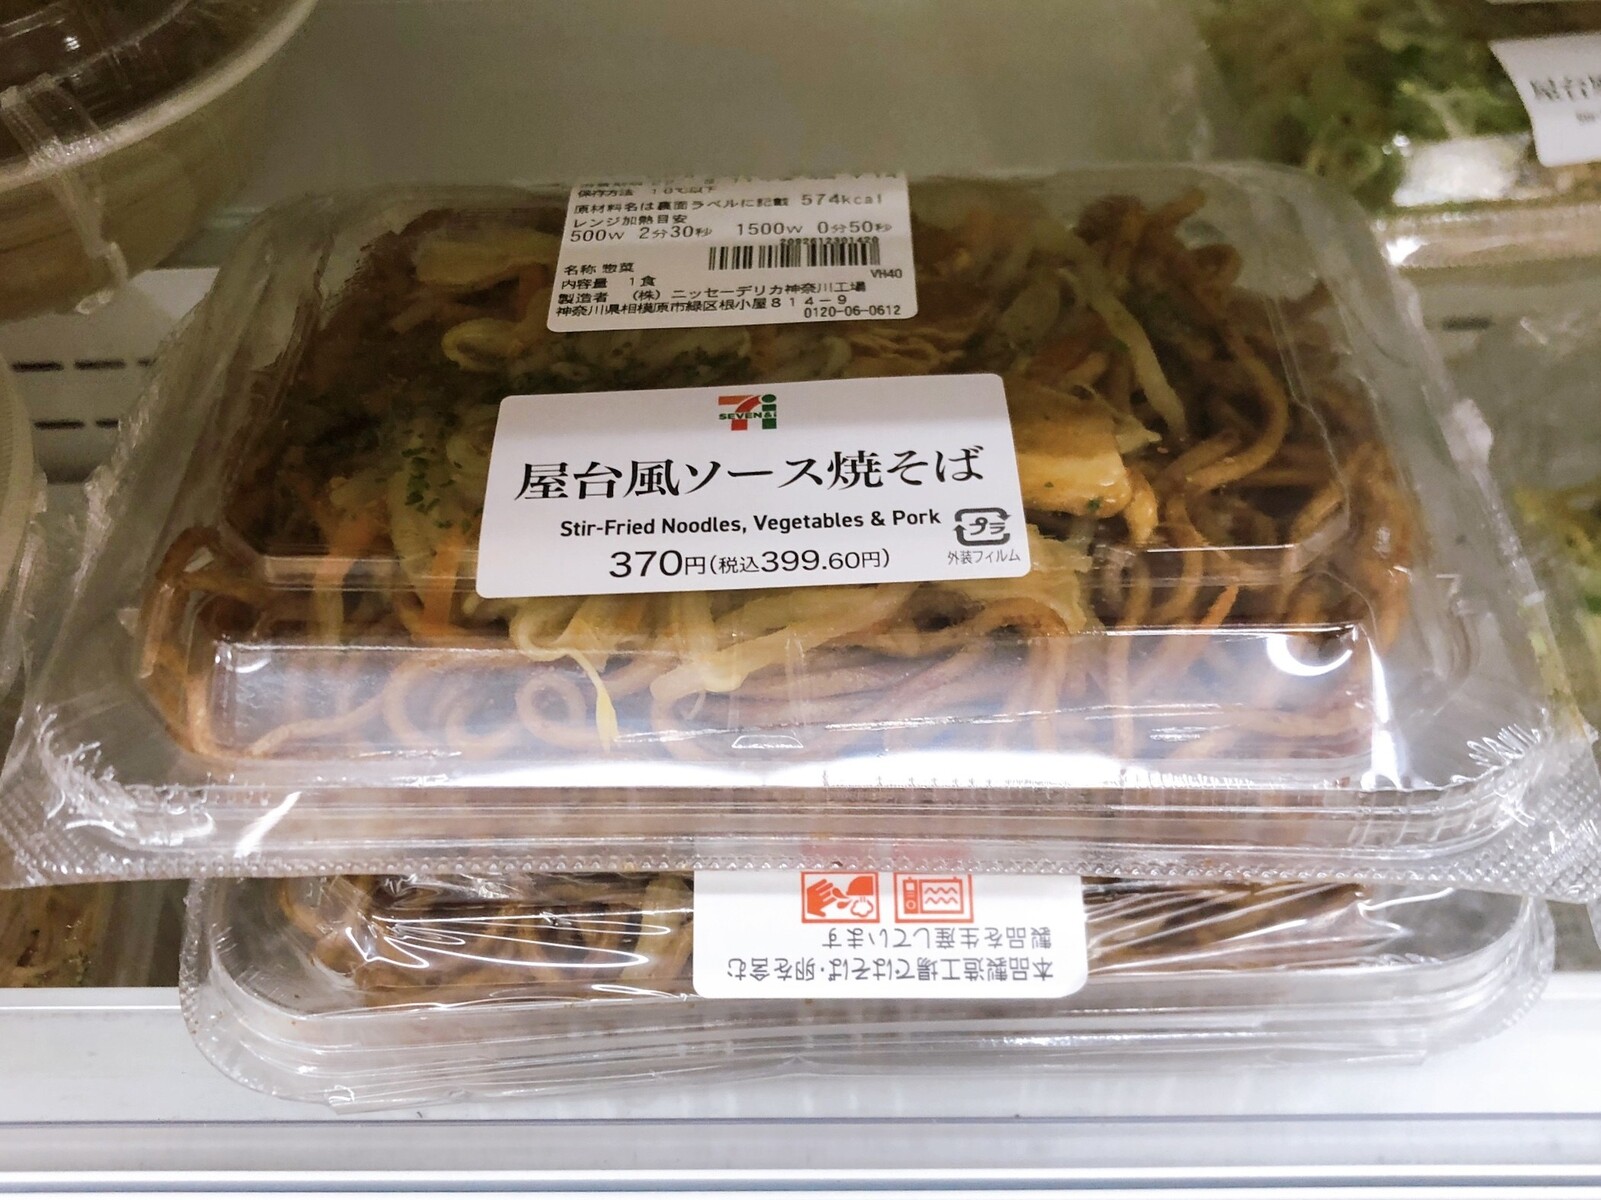 保存方法 10℃以下
原材料名は裏面ラベルに記載 574kcal
レンジ加熱目安
500W 2分30秒 1500W 0分50秒
名称 惣菜
VH40
内容量 1食
製造者 (株)ニッセーデリカ神奈川工場
神奈川県相模原市緑区根小屋814-9
0120-06-0612
SEVEN&i
屋台風ソース焼そば
Stir-Fried Noodles, Vegetables & Pork
プラ
370円(税込399.60円)
外装フィルム
本品製造工場ではそば・卵を含む
製品を生産しています
屋台